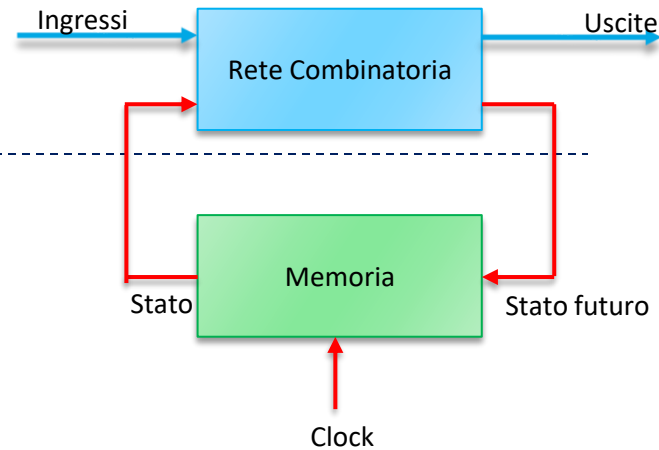 Ingressi
Uscite
Rete Combinatoria
Memoria
Stato
Stato futuro
Clock